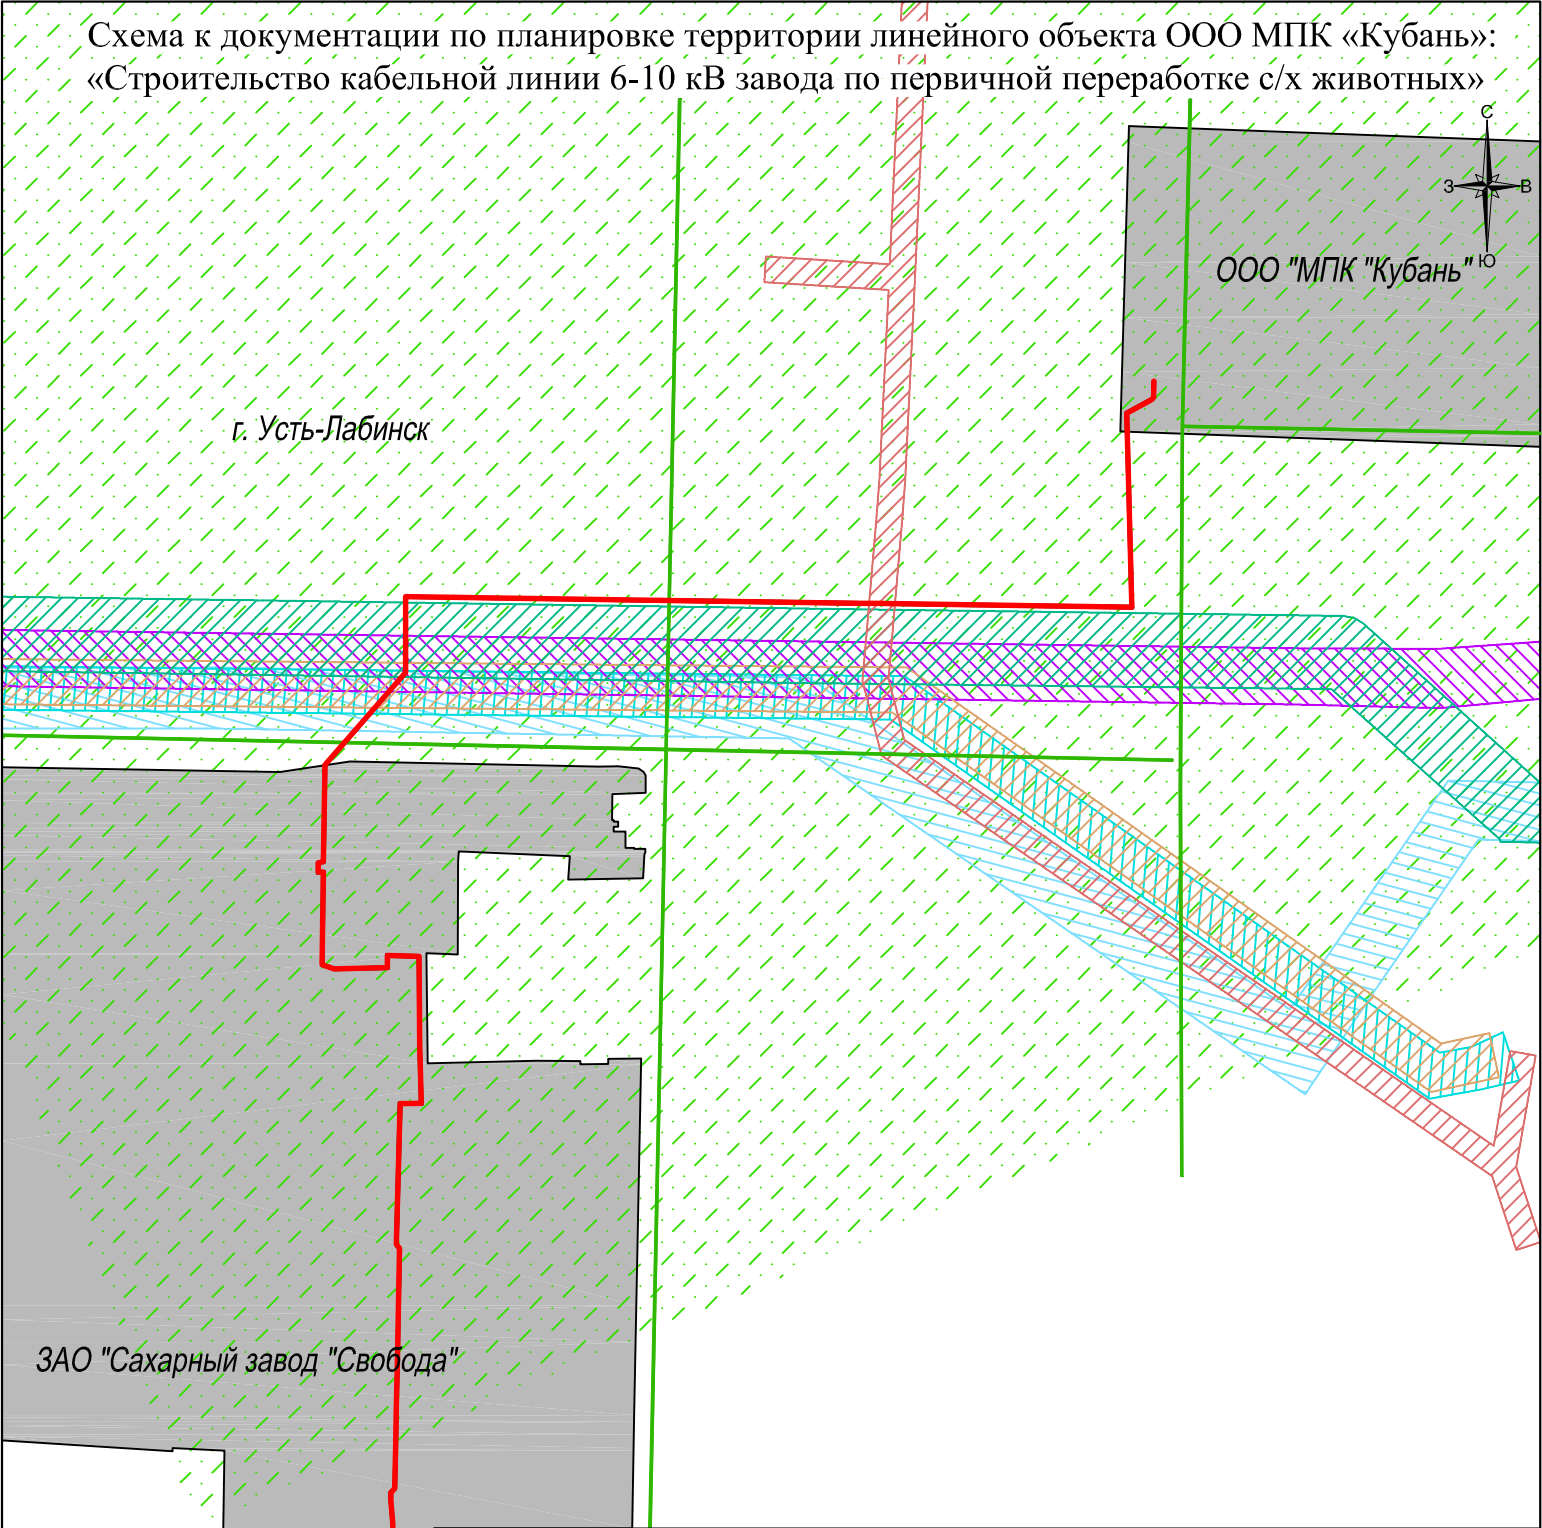 Схема к документации по планировке территории линейного объекта ООО МПК «Кубань»:
«Строительство кабельной линии 6-10 кВ завода по первичной переработке с/х животных»
С
З
В
Ю
ООО "МПК "Кубань"
г. Усть-Лабинск
ЗАО "Сахарный завод "Свобода"